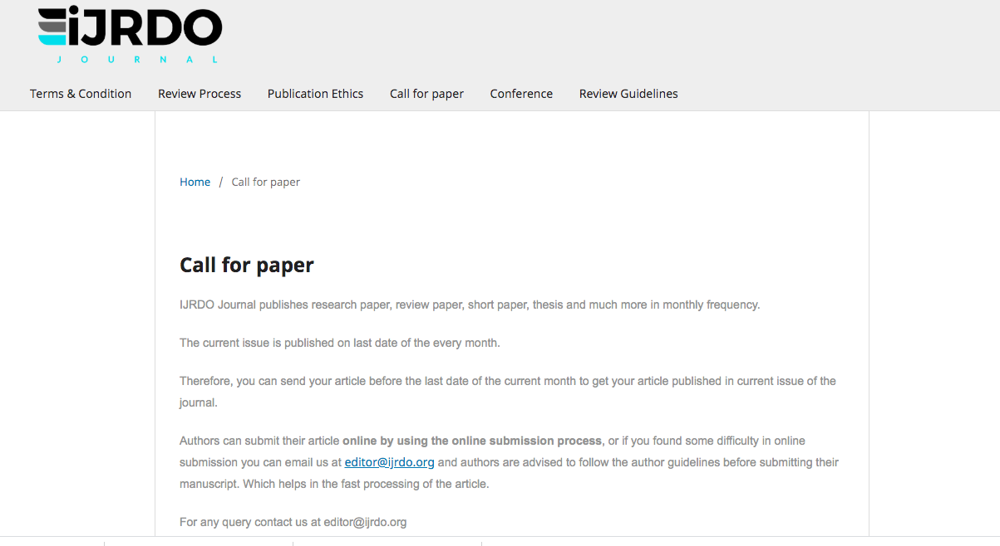 iJRDO
JOURNAL
Terms & Condition Review Process Publication Ethics Call for paper Conference Review Guidelines
Home / Call for paper
Call for paper
IJRDO Journal publishes research paper, review paper, short paper, thesis and much more in monthly frequency.
The current issue is published on last date of the every month.
Therefore, you can send your article before the last date of the current month to get your article published in current issue of the
journal.
Authors can submit their article online by using the online submission process, or if you found some difficulty in online
submission you can email us at editor@ijrdo.org and authors are advised to follow the author guidelines before submitting their
manuscript. Which helps in the fast processing of the article.
For any query contact us at editor@ijrdo.org